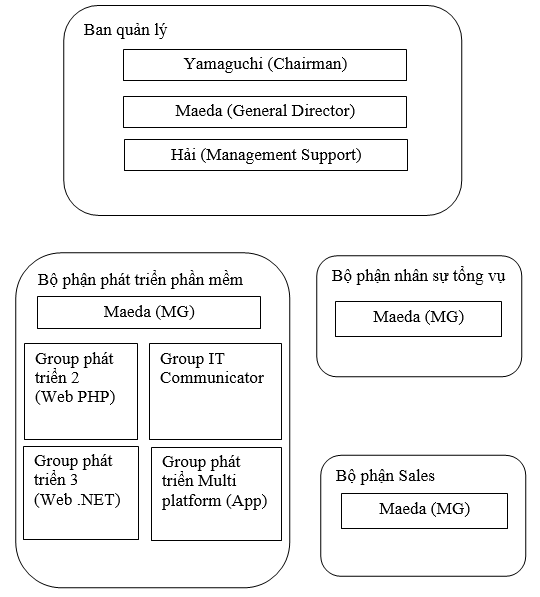 Ban quản lý
Yamaguchi (Chairman)
Maeda (General Director)
Hải (Management Support)
Bộ phận phát triển phần mềm
Maeda (MG)
Group phát
triển 2
(Web PHP)
Group IT
Communicator
Group phát
triển 3
(Web .NET)
Group phát
triển Multi
platform (App)
Bộ phận nhân sự tổng vụ
Maeda (MG)
Bộ phận Sales
Maeda (MG)